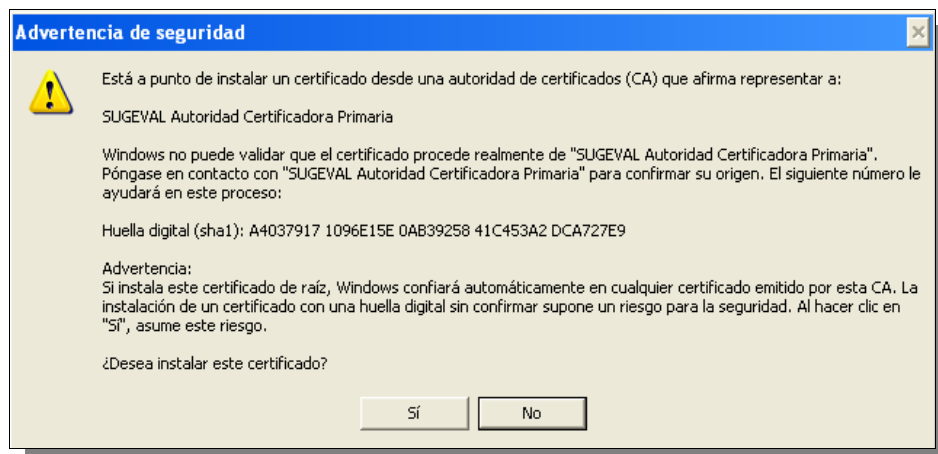 Advertencia de seguridad
Está a punto de instalar un certificado desde una autoridad de certificados (CA) que afirma representar a:
SUGEVAL Autoridad Certificadora Primaria
Windows no puede validar que el certificado procede realmente de "SUGEVAL Autoridad Certificadora Primaria".
Póngase en contacto con "SUGEVAL Autoridad Certificadora Primaria" para confirmar su origen. El siguiente número le
ayudará en este proceso:
Huella digital (sha1): A4037917 1096E15E 0AB39258 41C453A2 DCA727E9
Advertencia:
Si instala este certificado de raíz, Windows confiará automáticamente en cualquier certificado emitido por esta CA. La
instalación de un certificado con una huella digital sin confirmar supone un riesgo para la seguridad. Al hacer clic en
"Sí", asume este riesgo.
¿Desea instalar este certificado?
Sí
No